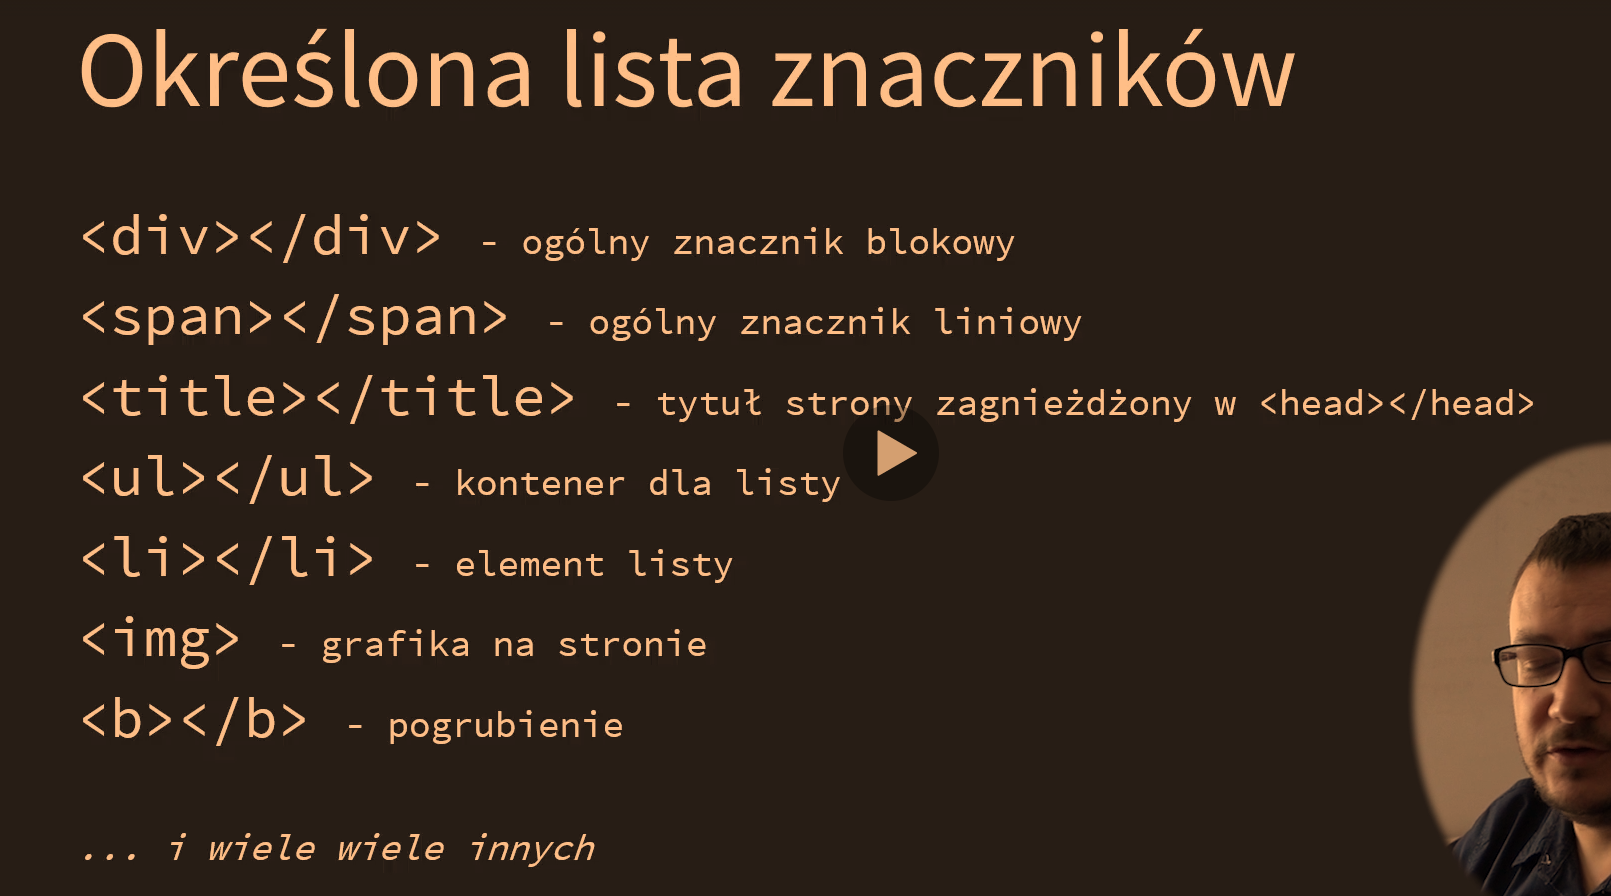 Określona lista znaczników
<div></div> - ogólny znacznik blokowy
<span></span> - ogólny znacznik liniowy
<title></title> - tytuł strony zagnieżdżony w <head></head>
<ul></ul> - kontener dla listy
<li></li> - element listy
<img> - grafika na stronie
<b></b> - pogrubienie
... i wiele wiele innych